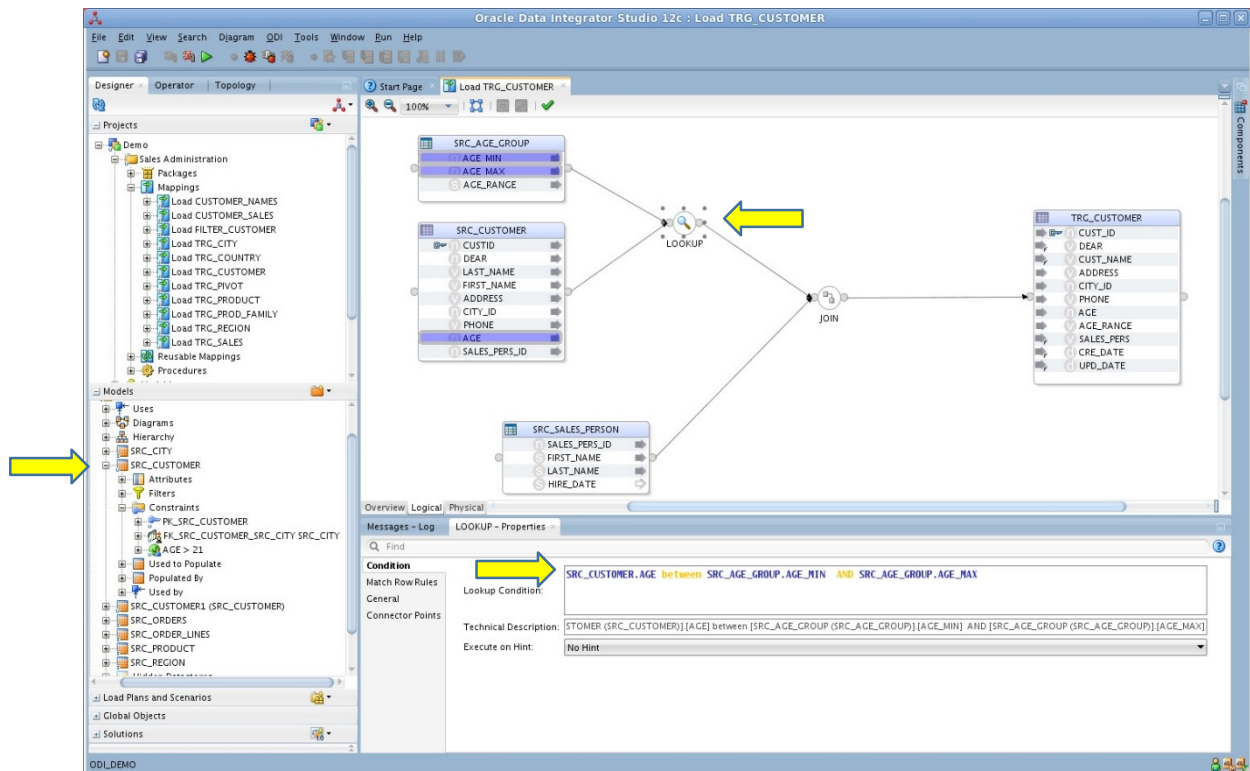 Oracle Data Integrator Studio 12c : Load TRG_CUSTOMER
File Edit View Search Diagram ODI Tools Window Run Help
Designer Operator Topology
Projects
Demo
Sales Administration
Packages
Mappings
Load CUSTOMER_NAMES
Load CUSTOMER_SALES
Load FILTER_CUSTOMER
Load TRG_CITY
Load TRG_COUNTRY
Load TRG_CUSTOMER
Load TRG_PIVOT
Load TRG_PRODUCT
Load TRG_PROD_FAMILY
Load TRG_REGION
Load TRG_SALES
Reusable Mappings
Procedures
Models
Uses
Diagrams
Hierarchy
SRC_CITY
SRC_CUSTOMER
Attributes
Filters
Constraints
PK_SRC_CUSTOMER
FK_SRC_CUSTOMER_SRC_CITY SRC_CITY
AGE > 21
Used to Populate
Populated By
Used by
SRC_CUSTOMER1 (SRC_CUSTOMER)
SRC_ORDERS
SRC_ORDER_LINES
SRC_PRODUCT
SRC_REGION
Load Plans and Scenarios
Global Objects
Solutions
ODI_DEMO
Start Page Load TRG_CUSTOMER
100%
SRC_AGE_GROUP
AGE_MIN
AGE_MAX
AGE_RANGE
SRC_CUSTOMER
CUSTID
DEAR
LAST_NAME
FIRST_NAME
ADDRESS
CITY_ID
PHONE
AGE
SALES_PERS_ID
SRC_SALES_PERSON
SALES_PERS_ID
FIRST_NAME
LAST_NAME
HIRE_DATE
LOOKUP
JOIN
TRG_CUSTOMER
CUST_ID
DEAR
CUST_NAME
ADDRESS
CITY_ID
PHONE
AGE
AGE_RANGE
SALES_PERS
CRE_DATE
UPD_DATE
Components
Overview Logical Physical
Messages - Log LOOKUP - Properties
Find
Condition
Match Row Rules
General
Connector Points
Lookup Condition:
SRC_CUSTOMER.AGE between SRC_AGE_GROUP.AGE_MIN AND SRC_AGE_GROUP.AGE_MAX
Technical Description: STOMER (SRC_CUSTOMER)].[AGE] between [SRC_AGE_GROUP (SRC_AGE_GROUP)].[AGE_MIN] AND [SRC_AGE_GROUP (SRC_AGE_GROUP)].[AGE_MAX]
Execute on Hint: No Hint